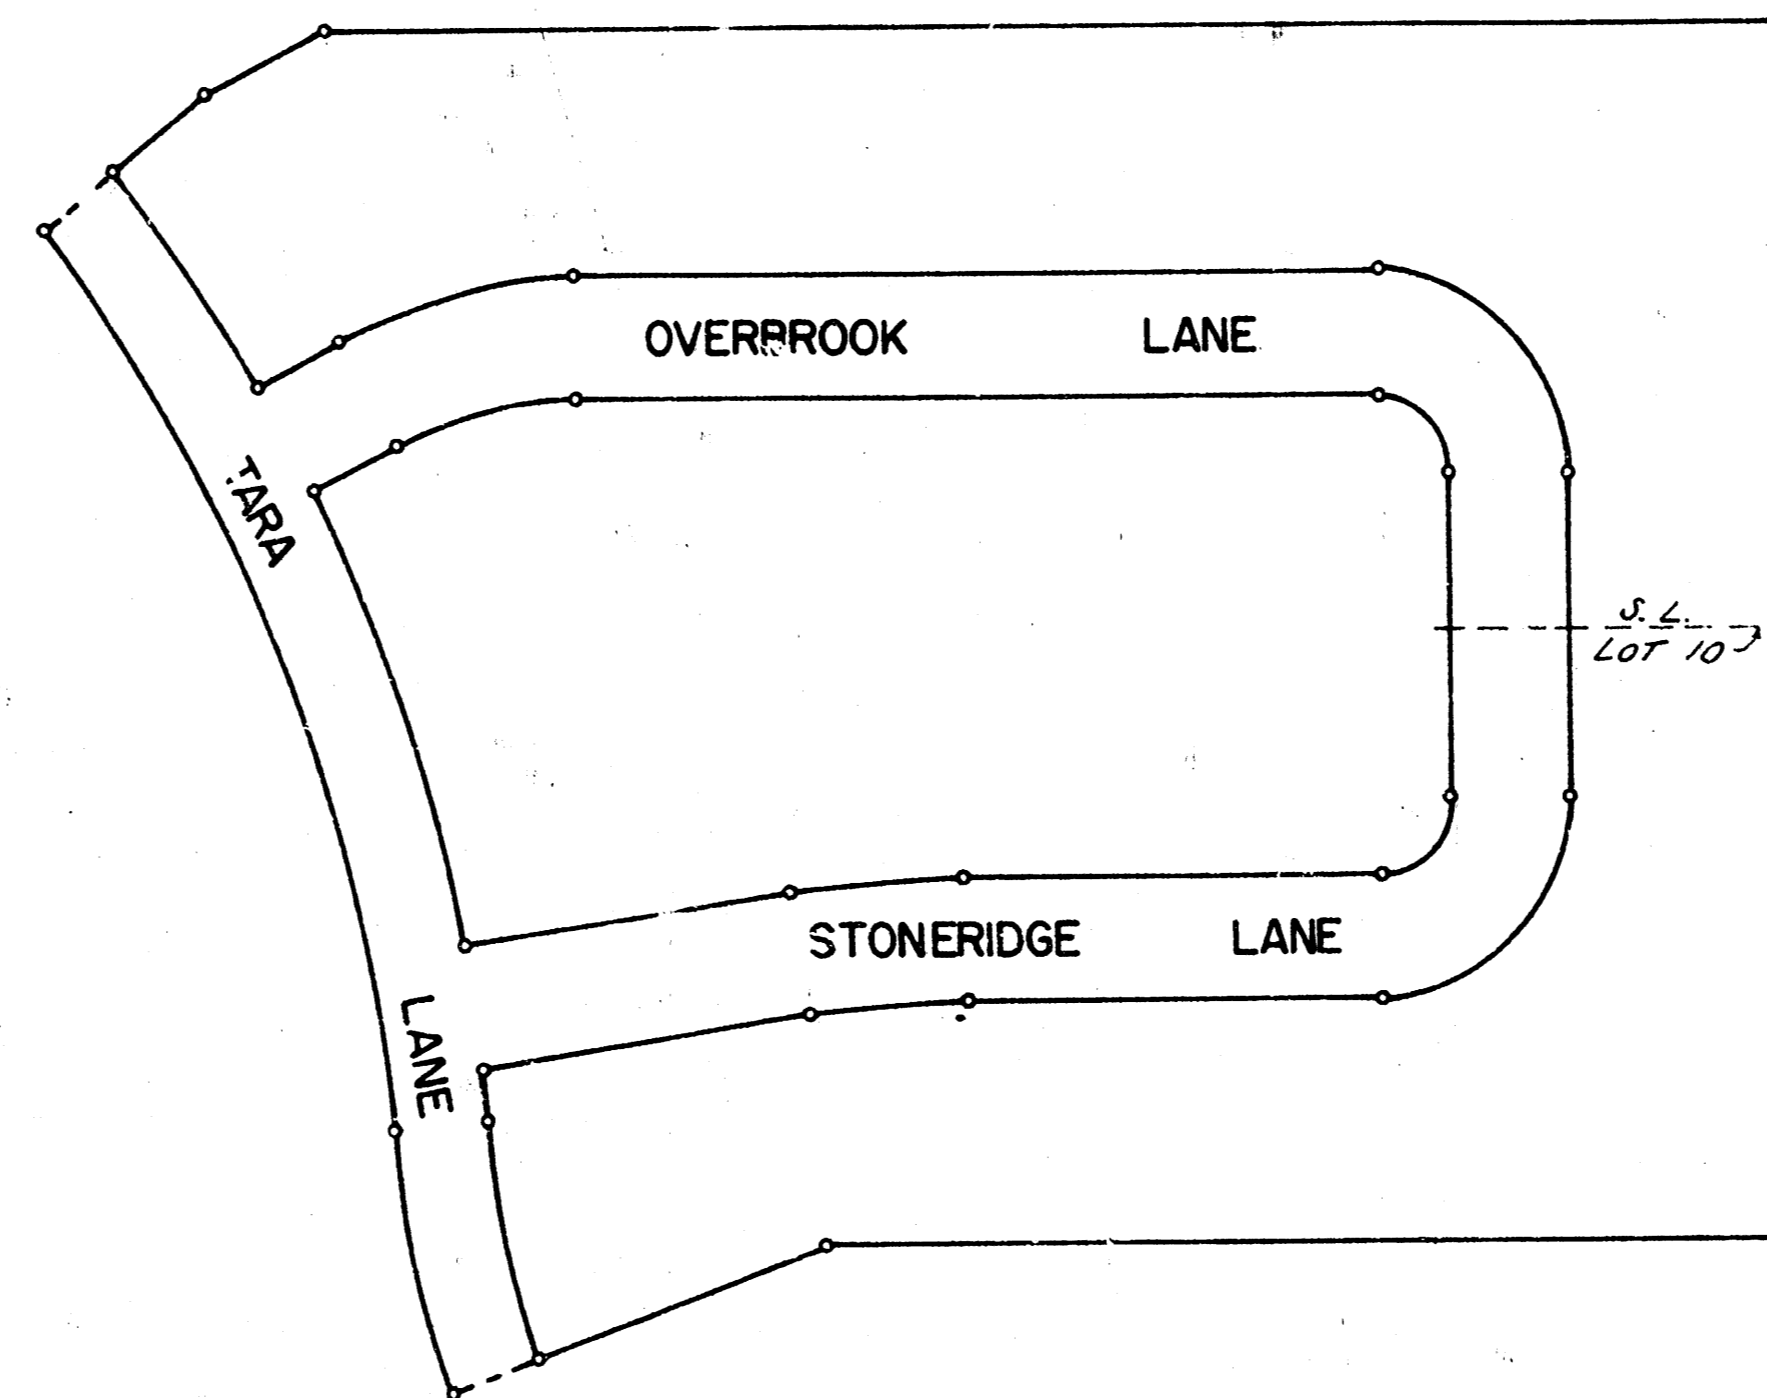 OVERBROOK LANE
TARA LANE
S. L.
LOT 10
STONERIDGE LANE